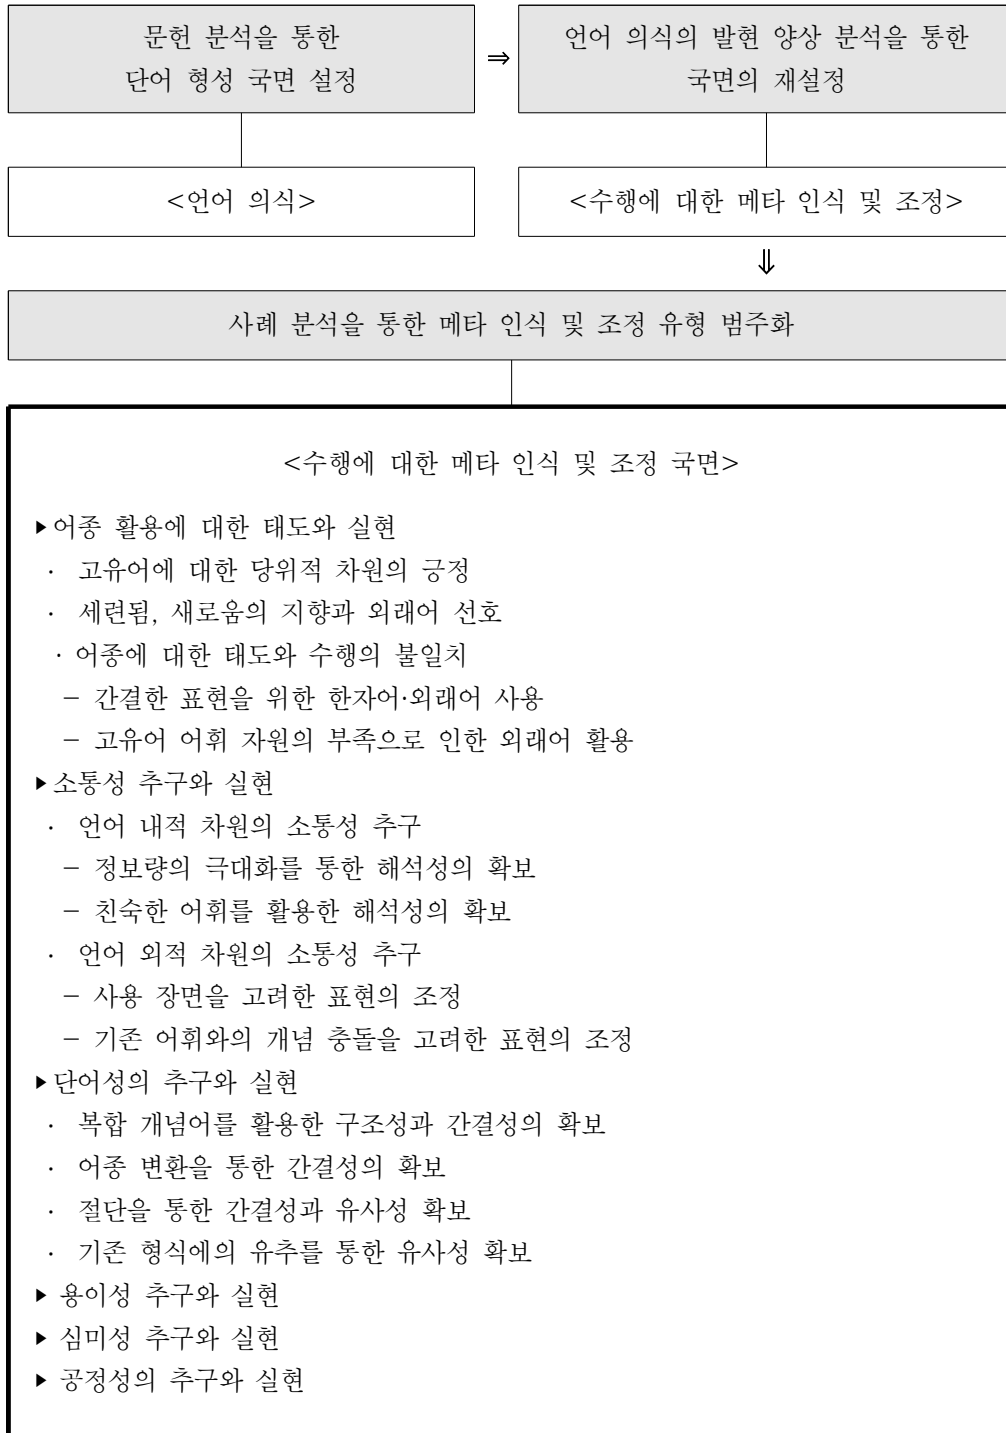 문헌 분석을 통한
단어 형성 국면 설정
⇒
언어 의식의 발현 양상 분석을 통한
국면의 재설정
<언어 의식>
<수행에 대한 메타 인식 및 조정>
⇓
사례 분석을 통한 메타 인식 및 조정 유형 범주화
<수행에 대한 메타 인식 및 조정 국면>
▶어종 활용에 대한 태도와 실현
· 고유어에 대한 당위적 차원의 긍정
· 세련됨, 새로움의 지향과 외래어 선호
· 어종에 대한 태도와 수행의 불일치
– 간결한 표현을 위한 한자어·외래어 사용
– 고유어 어휘 자원의 부족으로 인한 외래어 활용
▶소통성 추구와 실현
· 언어 내적 차원의 소통성 추구
– 정보량의 극대화를 통한 해석성의 확보
– 친숙한 어휘를 활용한 해석성의 확보
· 언어 외적 차원의 소통성 추구
– 사용 장면을 고려한 표현의 조정
– 기존 어휘와의 개념 충돌을 고려한 표현의 조정
▶단어성의 추구와 실현
· 복합 개념어를 활용한 구조성과 간결성의 확보
· 어종 변환을 통한 간결성의 확보
· 절단을 통한 간결성과 유사성 확보
· 기존 형식에의 유추를 통한 유사성 확보
▶ 용이성 추구와 실현
▶ 심미성 추구와 실현
▶ 공정성의 추구와 실현